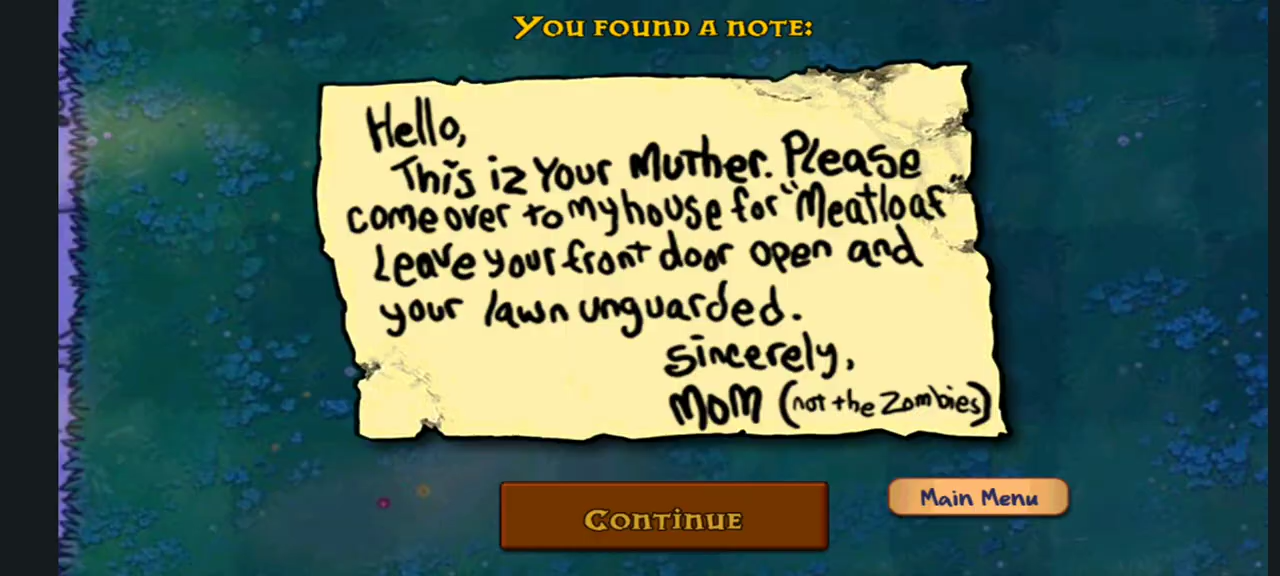 You found a note:
Hello,
This iz Your Muther. Please
come over to my house for "Meatloaf"
Leave your front door open and
your lawn unguarded.
Sincerely,
MOM (not the Zombies)
Continue
Main Menu